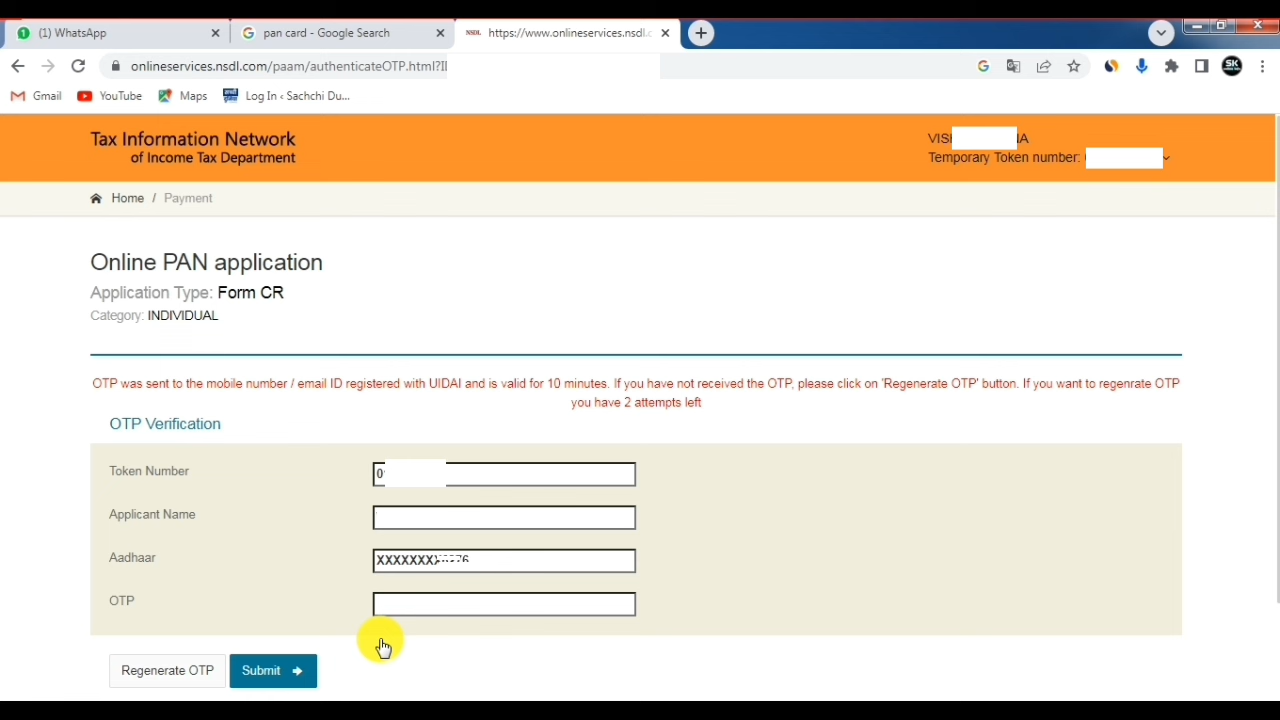 (1) WhatsApp
pan card - Google Search
NSDL https://www.onlineservices.nsdl.c
onlineservices.nsdl.com/paam/authenticateOTP.html?
SK
Gmail YouTube Maps Log In ‹ Sachchi Du...
Tax Information Network
of Income Tax Department
Temporary Token number:
Home / Payment
Online PAN application
Application Type: Form CR
Category: INDIVIDUAL
OTP was sent to the mobile number / email ID registered with UIDAI and is valid for 10 minutes. If you have not received the OTP, please click on 'Regenerate OTP' button. If you want to regenrate OTP
you have 2 attempts left
OTP Verification
Token Number 0
Applicant Name
Aadhaar XXXXXXXX
OTP
Regenerate OTP Submit